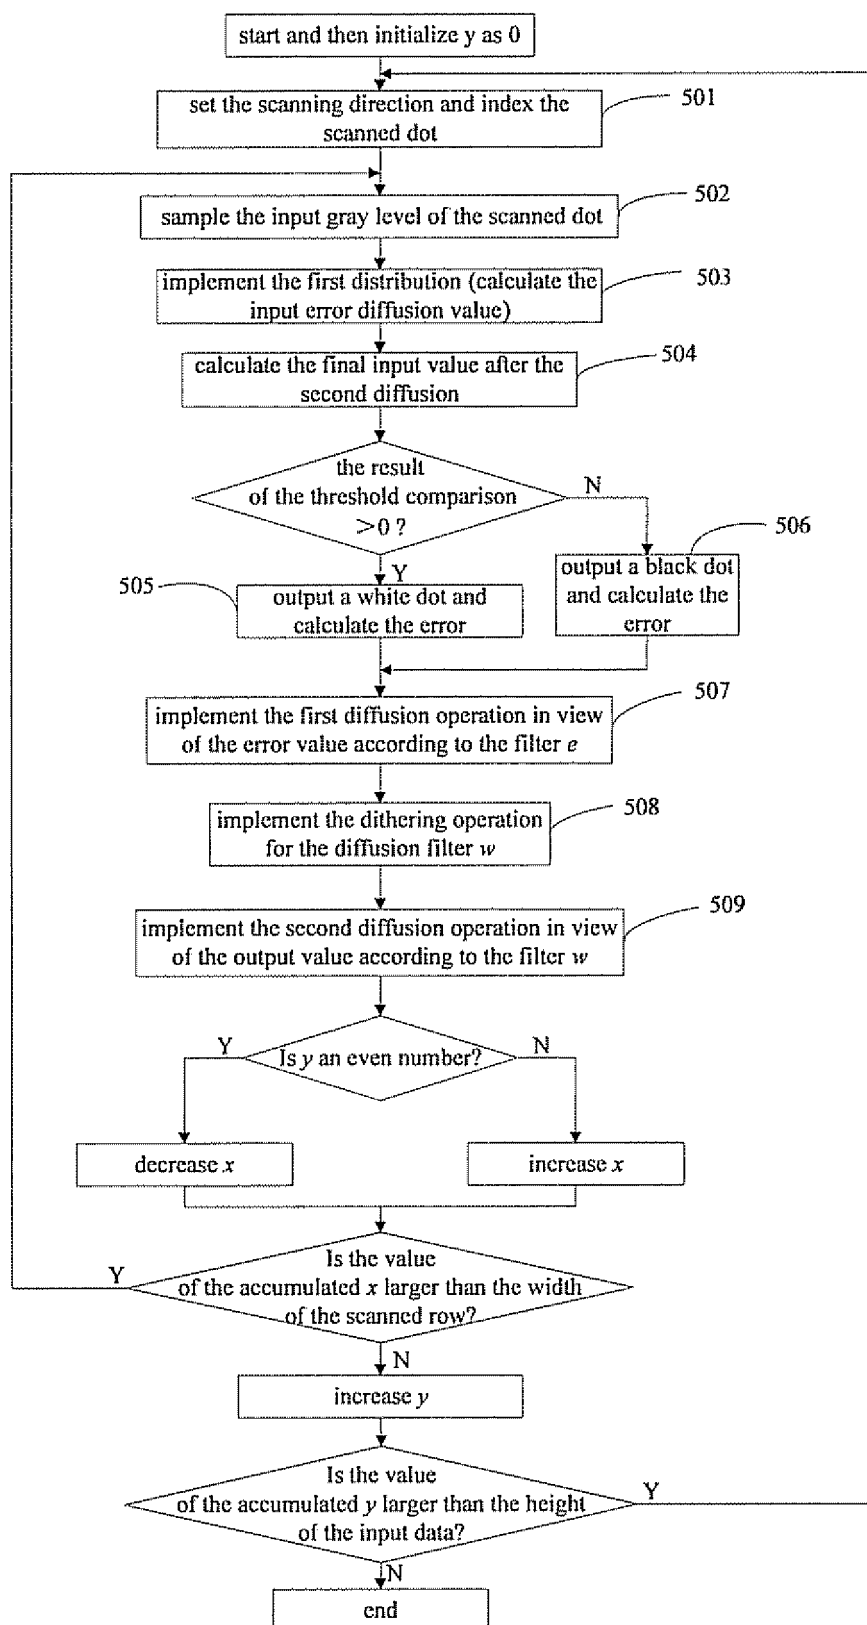 start and then initialize y as 0
set the scanning direction and index the
scanned dot
501
sample the input gray level of the scanned dot
502
implement the first distribution (calculate the
input error diffusion value)
503
calculate the final input value after the
second diffusion
504
the result
of the threshold comparison
>0 ?
N
Y
505
output a white dot and
calculate the error
506
output a black dot
and calculate the
error
507
implement the first diffusion operation in view
of the error value according to the filter e
508
implement the dithering operation
for the diffusion filter w
509
implement the second diffusion operation in view
of the output value according to the filter w
Y
Is y an even number?
N
decrease x
increase x
Y
Is the value
of the accumulated x larger than the width
of the scanned row?
N
increase y
Is the value
of the accumulated y larger than the height
of the input data?
Y
N
end